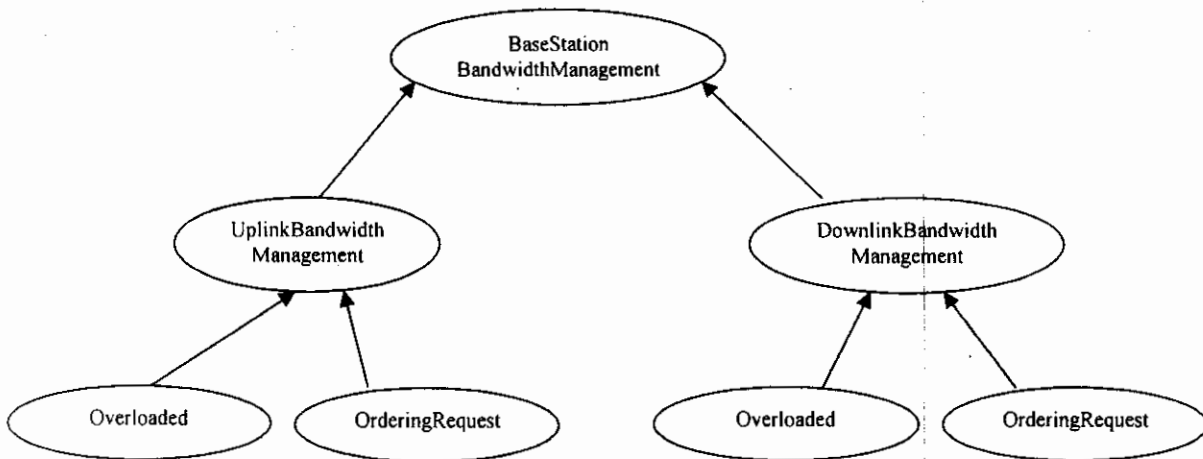 BaseStation
BandwidthManagement
UplinkBandwidth
Management
DownlinkBandwidth
Management
Overloaded
OrderingRequest
Overloaded
OrderingRequest